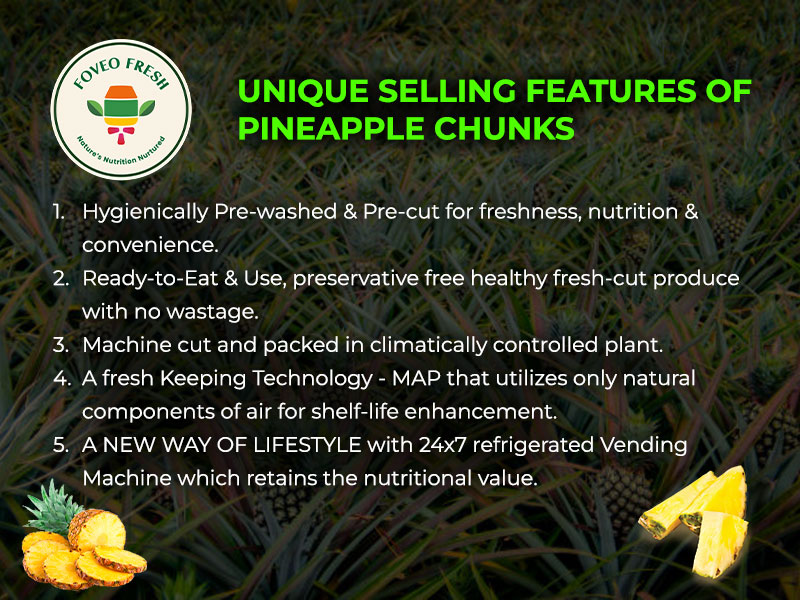 FOVEO FRESH
Nature's Nutrition Nurtured
UNIQUE SELLING FEATURES OF
PINEAPPLE CHUNKS
1. Hygienically Pre-washed & Pre-cut for freshness, nutrition &
convenience.
2. Ready-to-Eat & Use, preservative free healthy fresh-cut produce
with no wastage.
3. Machine cut and packed in climatically controlled plant.
4. A fresh Keeping Technology - MAP that utilizes only natural
components of air for shelf-life enhancement.
5. A NEW WAY OF LIFESTYLE with 24x7 refrigerated Vending
Machine which retains the nutritional value.